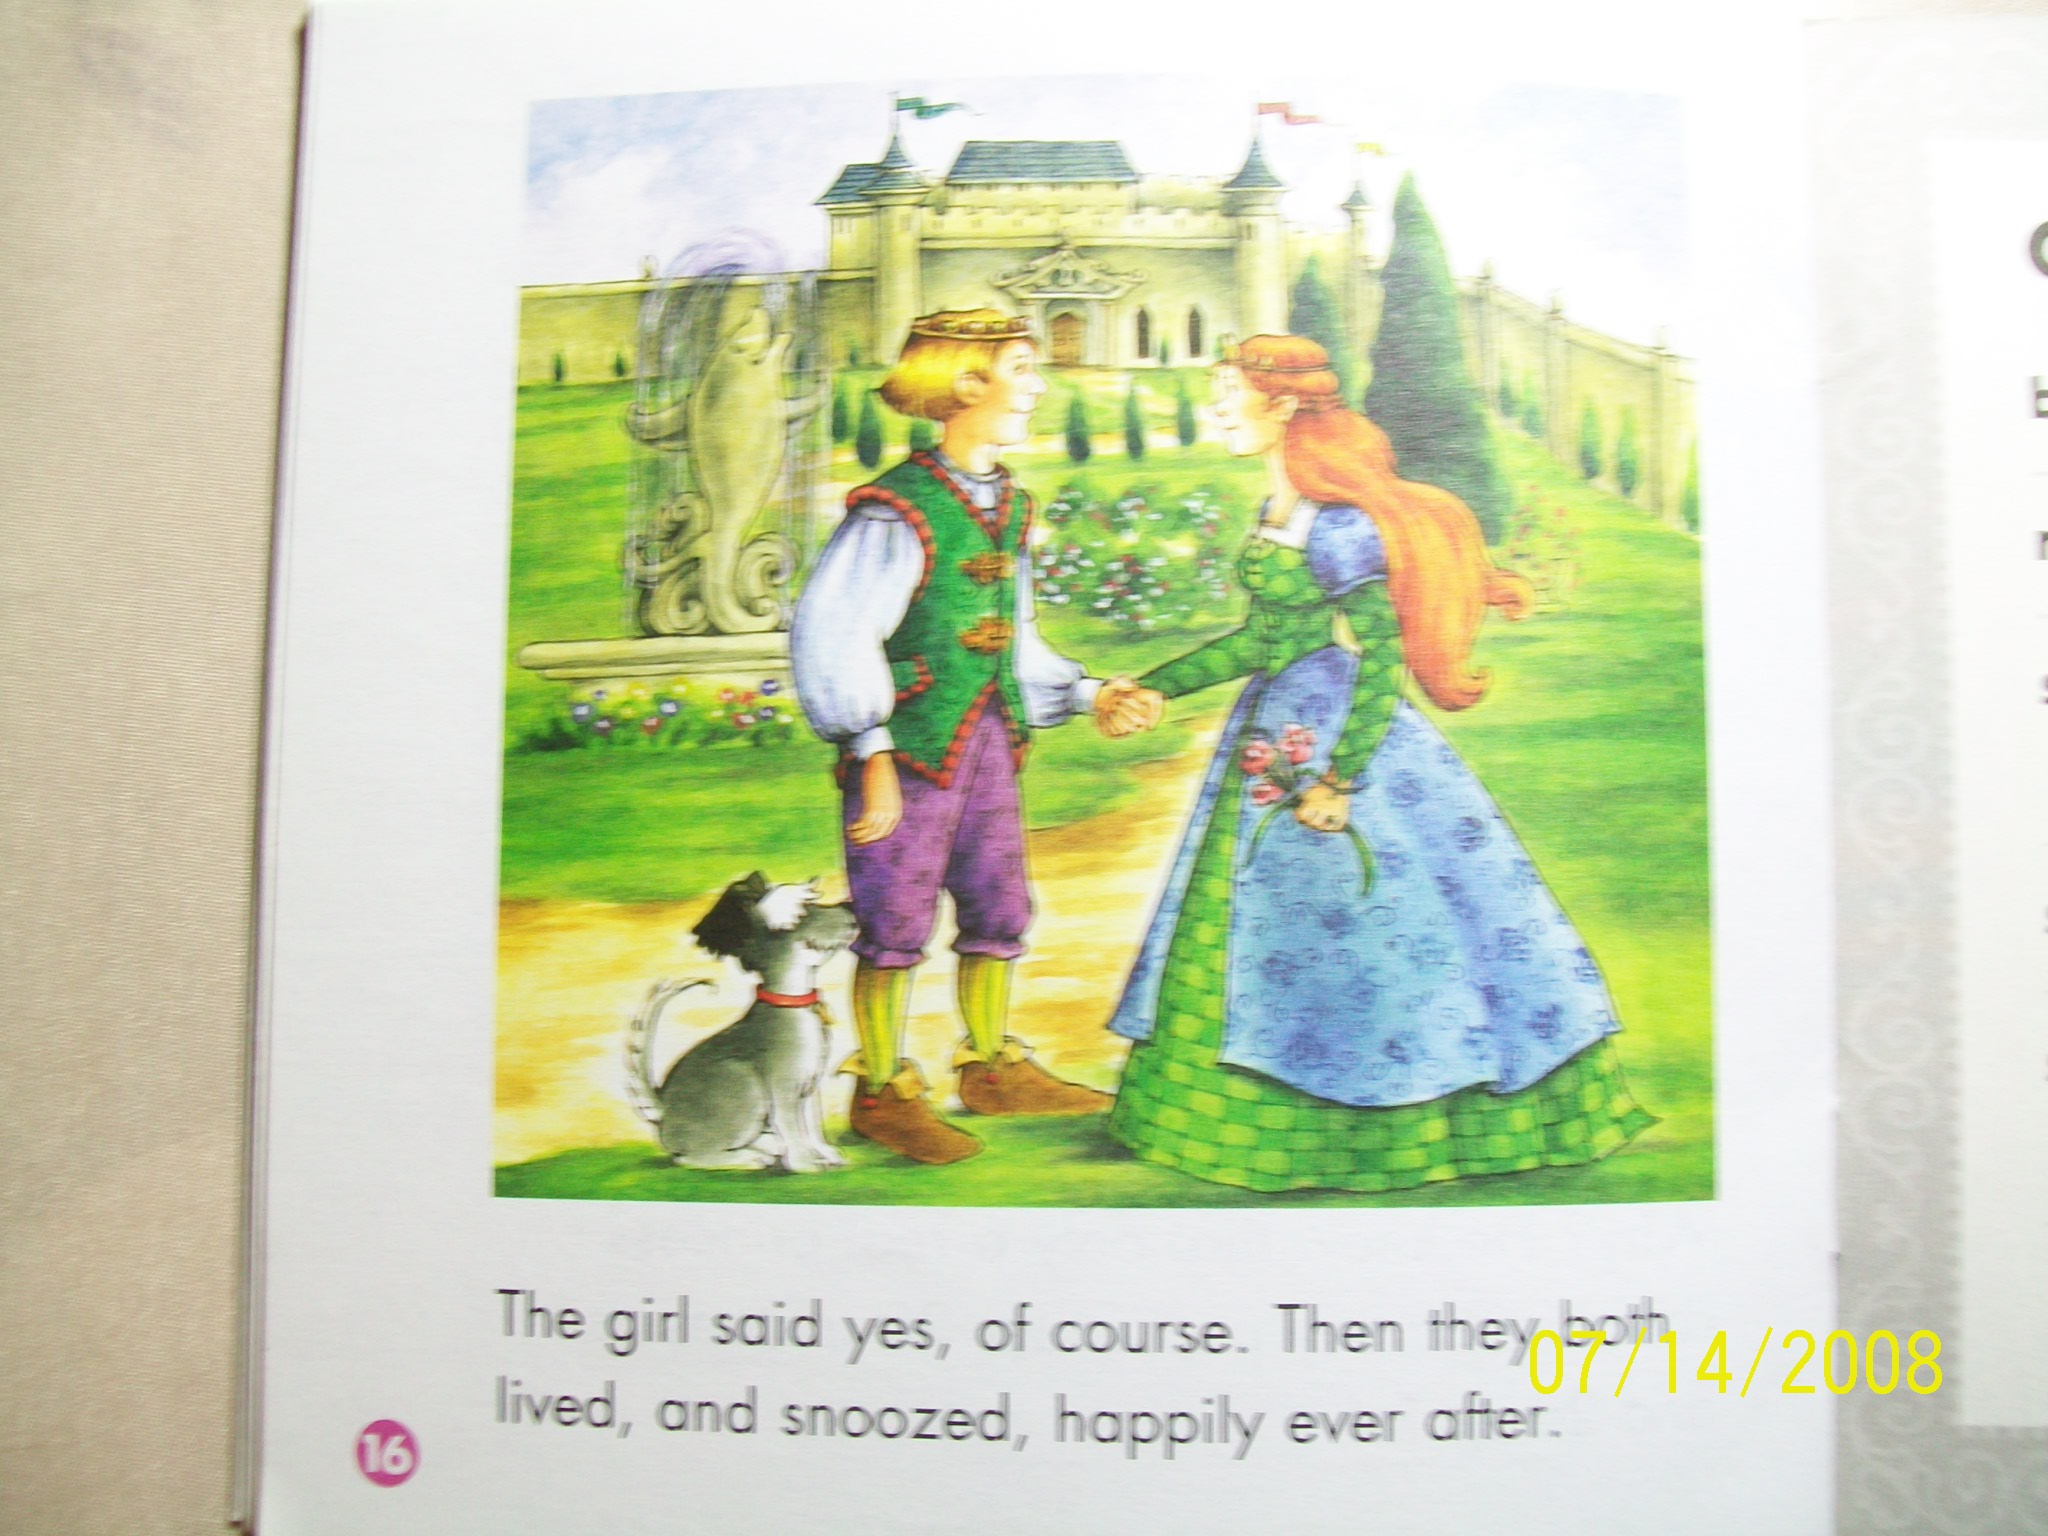 The girl said yes, of course. Then they both
lived, and snoozed, happily ever after.
16
07/14/2008